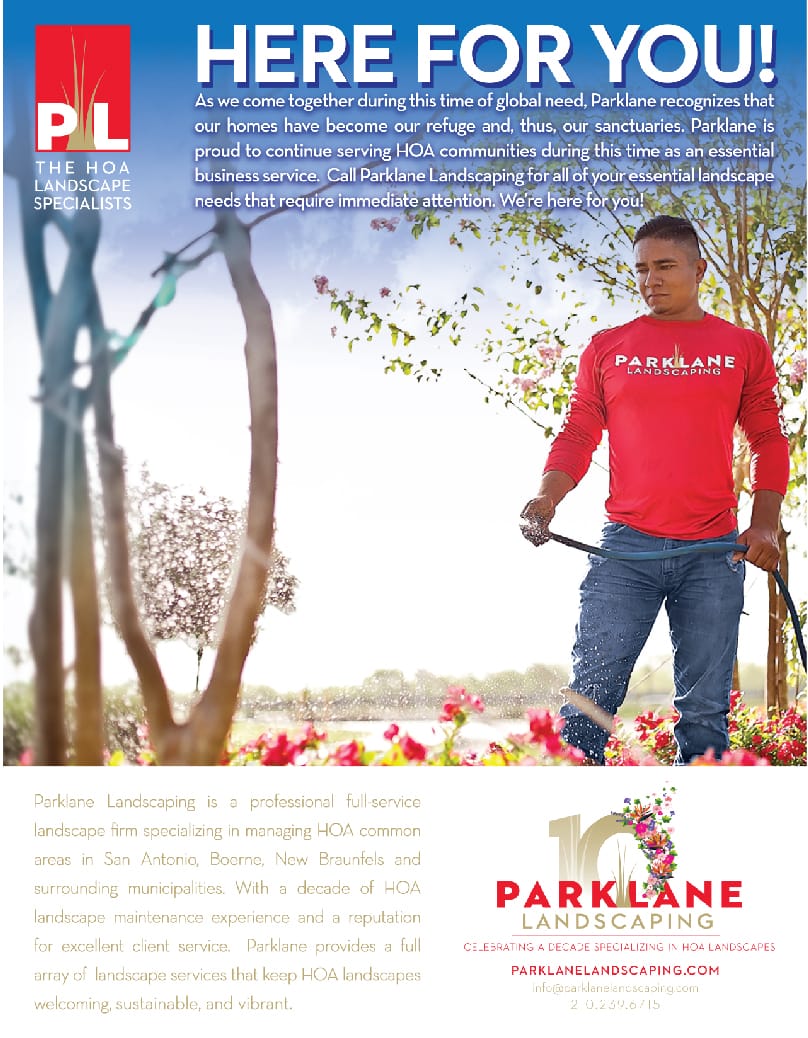 HERE FOR YOU!
As we come together during this time of global need, Parklane recognizes that
our homes have become our refuge and, thus, our sanctuaries. Parklane is
proud to continue serving HOA communities during this time as an essential
business service. Call Parklane Landscaping for all of your essential landscape
needs that require immediate attention. We're here for you!
PL
THE HOA
LANDSCAPE
SPECIALISTS
PARKLANE
LANDSCAPING
Parklane Landscaping is a professional full-service
landscape firm specializing in managing HOA common
areas in San Antonio, Boerne, New Braunfels and
surrounding municipalities. With a decade of HOA
landscape maintenance experience and a reputation
for excellent client service. Parklane provides a full
array of landscape services that keep HOA landscapes
welcoming, sustainable, and vibrant.
10
PARKLANE
LANDSCAPING
CELEBRATING A DECADE SPECIALIZING IN HOA LANDSCAPES
PARKLANELANDSCAPING.COM
info@parklanelandscaping.com
210.239.6715